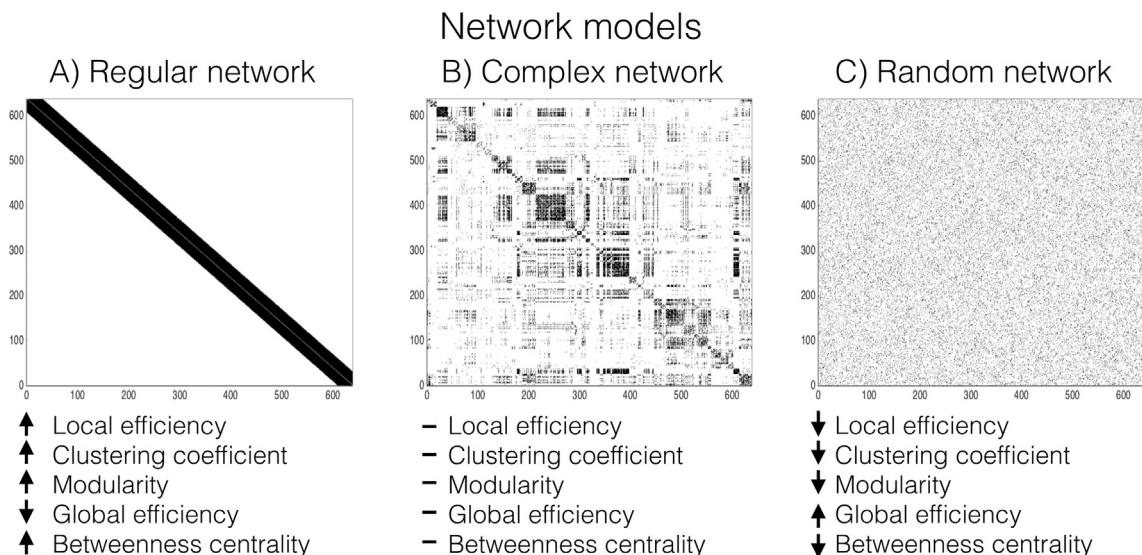 Network models
A) Regular network
B) Complex network
C) Random network
600
500
400
300
200
100
0
0 100 200 300 400 500 600
600
500
400
300
200
100
0
0 100 200 300 400 500 600
600
500
400
300
200
100
0
0 100 200 300 400 500 600
↑ Local efficiency
↑ Clustering coefficient
↑ Modularity
↓ Global efficiency
↑ Betweenness centrality
– Local efficiency
– Clustering coefficient
– Modularity
– Global efficiency
– Betweenness centrality
↓ Local efficiency
↓ Clustering coefficient
↓ Modularity
↑ Global efficiency
↓ Betweenness centrality